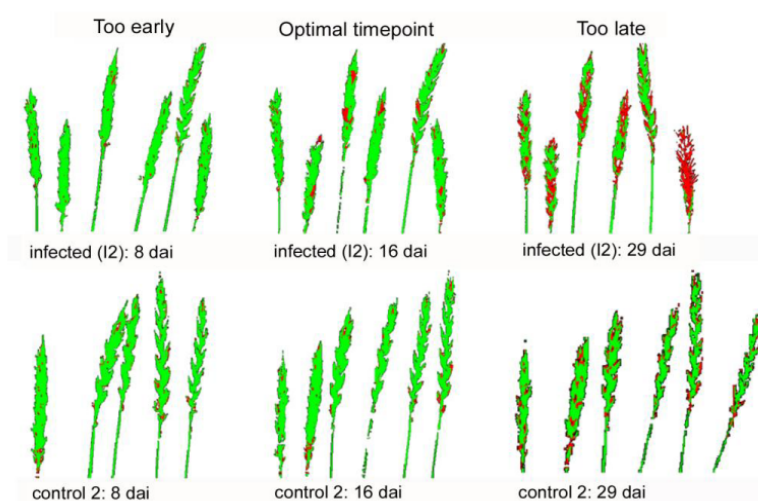 Too early
Optimal timepoint
Too late
infected (I2): 8 dai
infected (I2): 16 dai
infected (I2): 29 dai
control 2: 8 dai
control 2: 16 dai
control 2: 29 dai